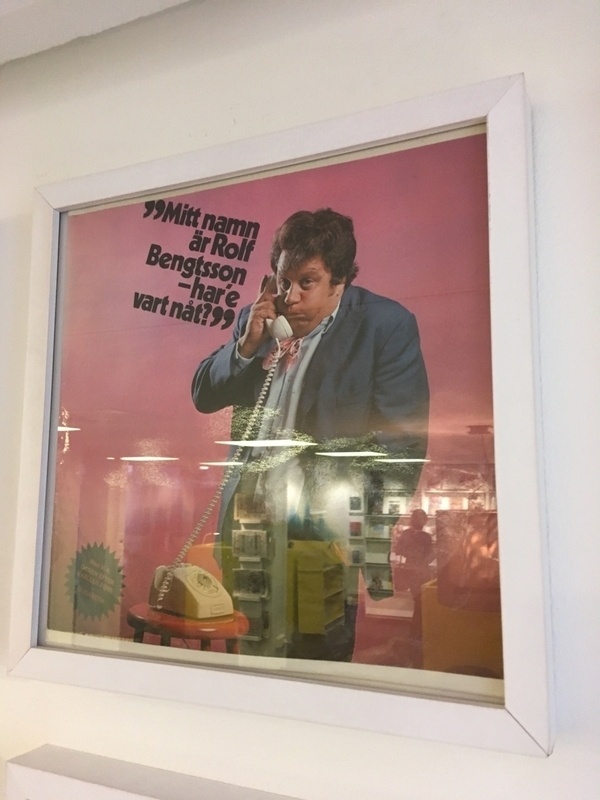 ”Mitt namn
är Rolf
Bengtsson
–har'e
vart nåt?”